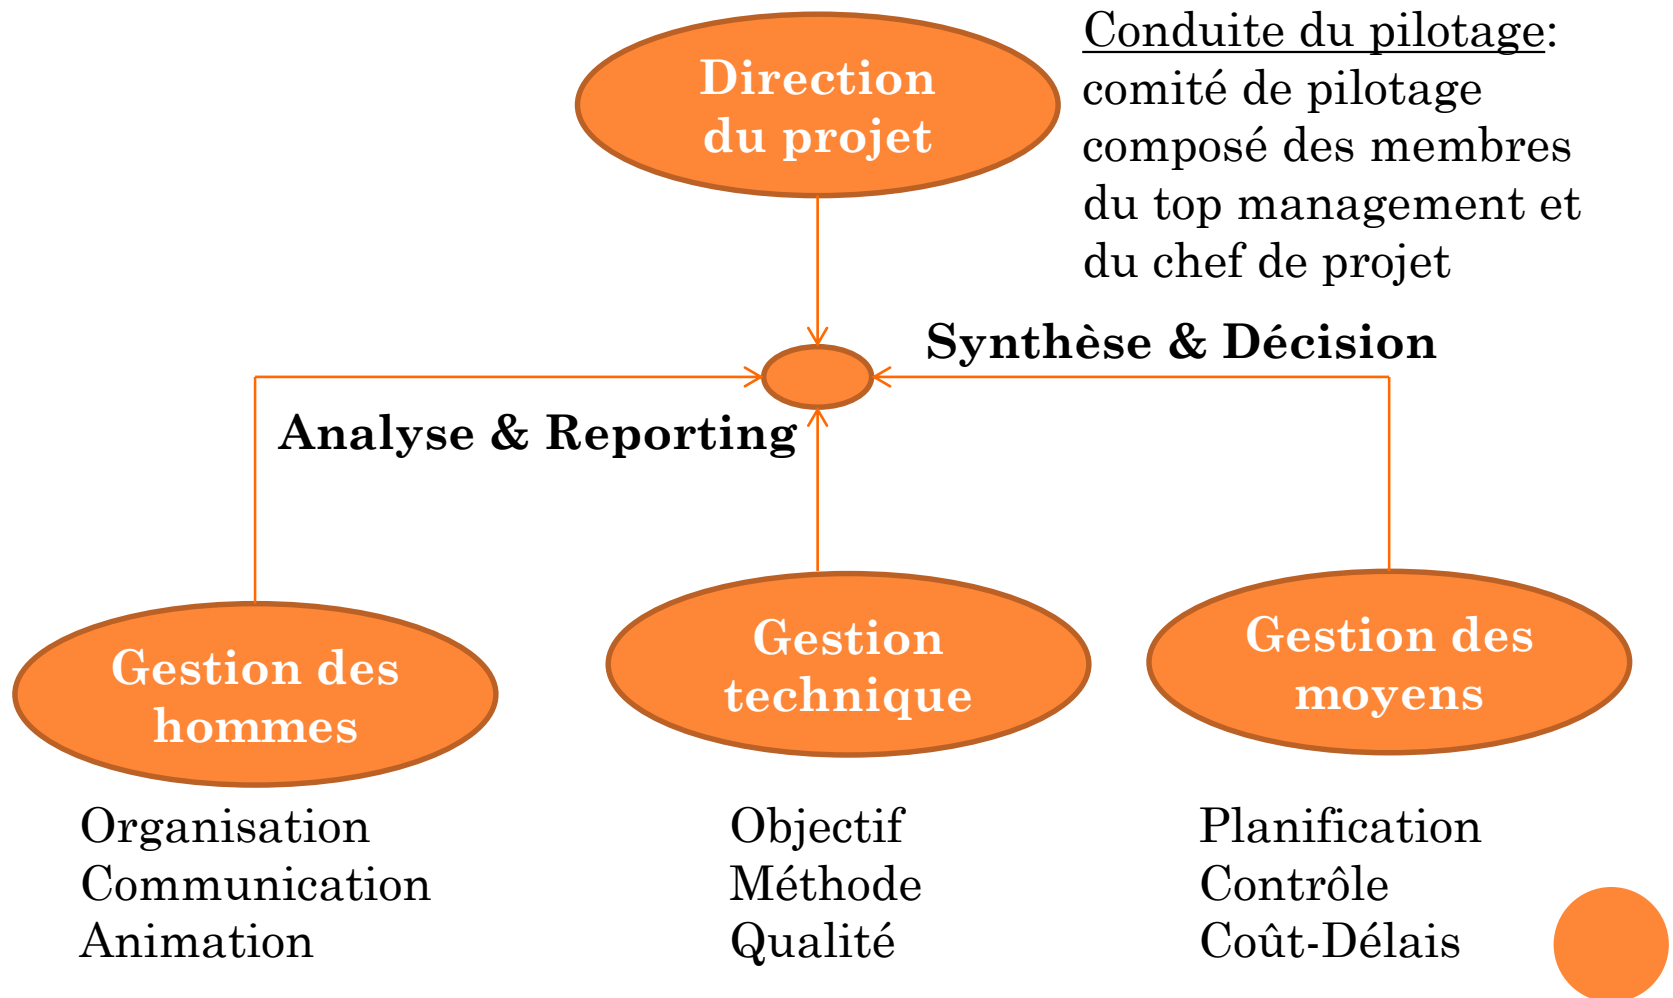 Direction
du projet
Conduite du pilotage:
comité de pilotage
composé des membres
du top management et
du chef de projet
Synthèse & Décision
Analyse & Reporting
Gestion des
hommes
Gestion
technique
Gestion des
moyens
Organisation
Communication
Animation
Objectif
Méthode
Qualité
Planification
Contrôle
Coût-Délais